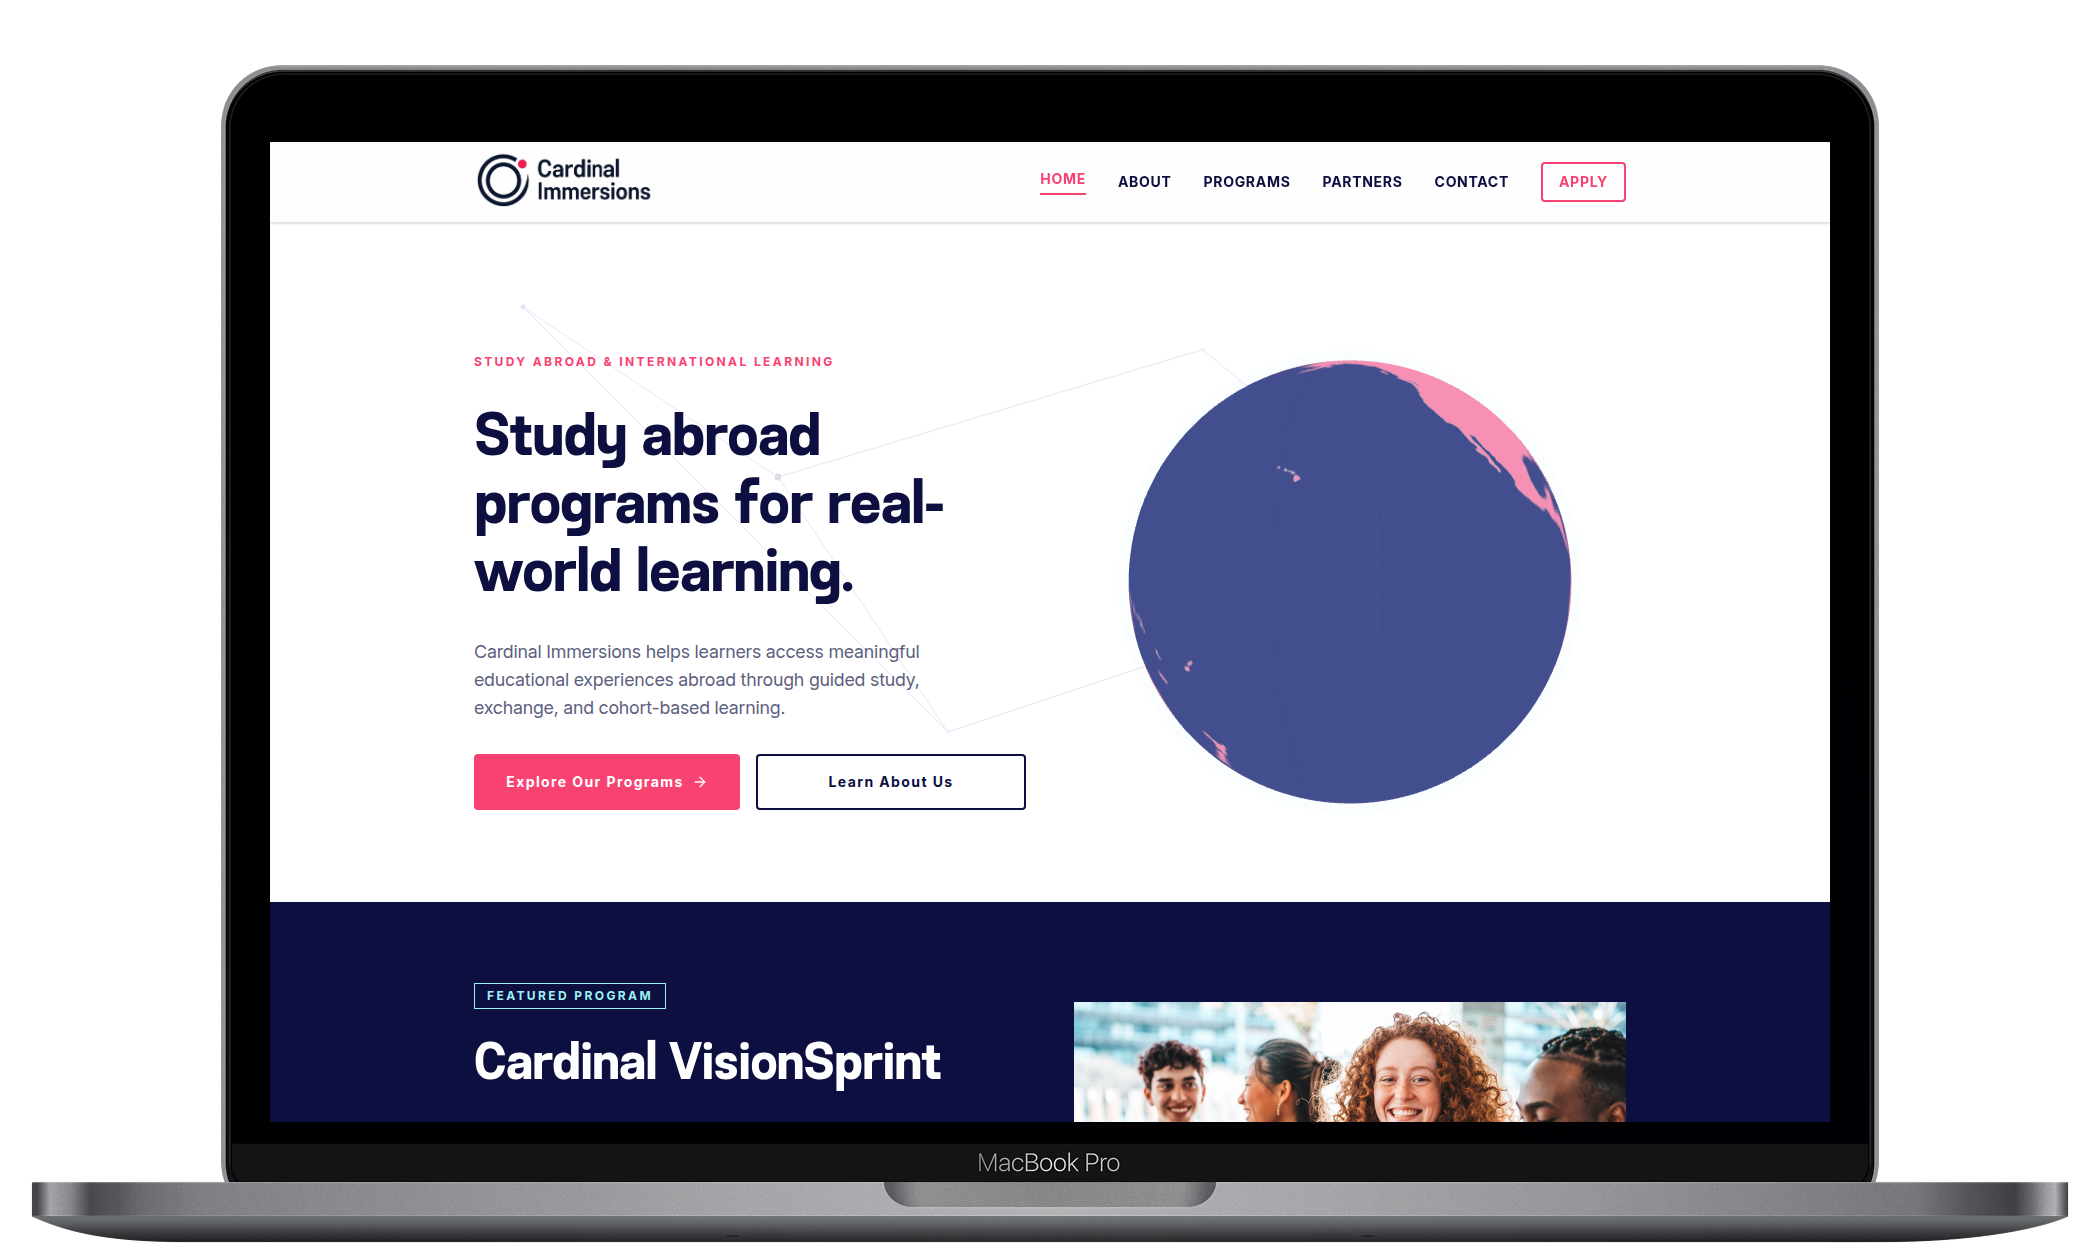 Cardinal
Immersions
HOME
ABOUT
PROGRAMS
PARTNERS
CONTACT
APPLY
STUDY ABROAD & INTERNATIONAL LEARNING
Study abroad
programs for real-
world learning.
Cardinal Immersions helps learners access meaningful
educational experiences abroad through guided study,
exchange, and cohort-based learning.
Explore Our Programs →
Learn About Us
FEATURED PROGRAM
Cardinal VisionSprint
MacBook Pro